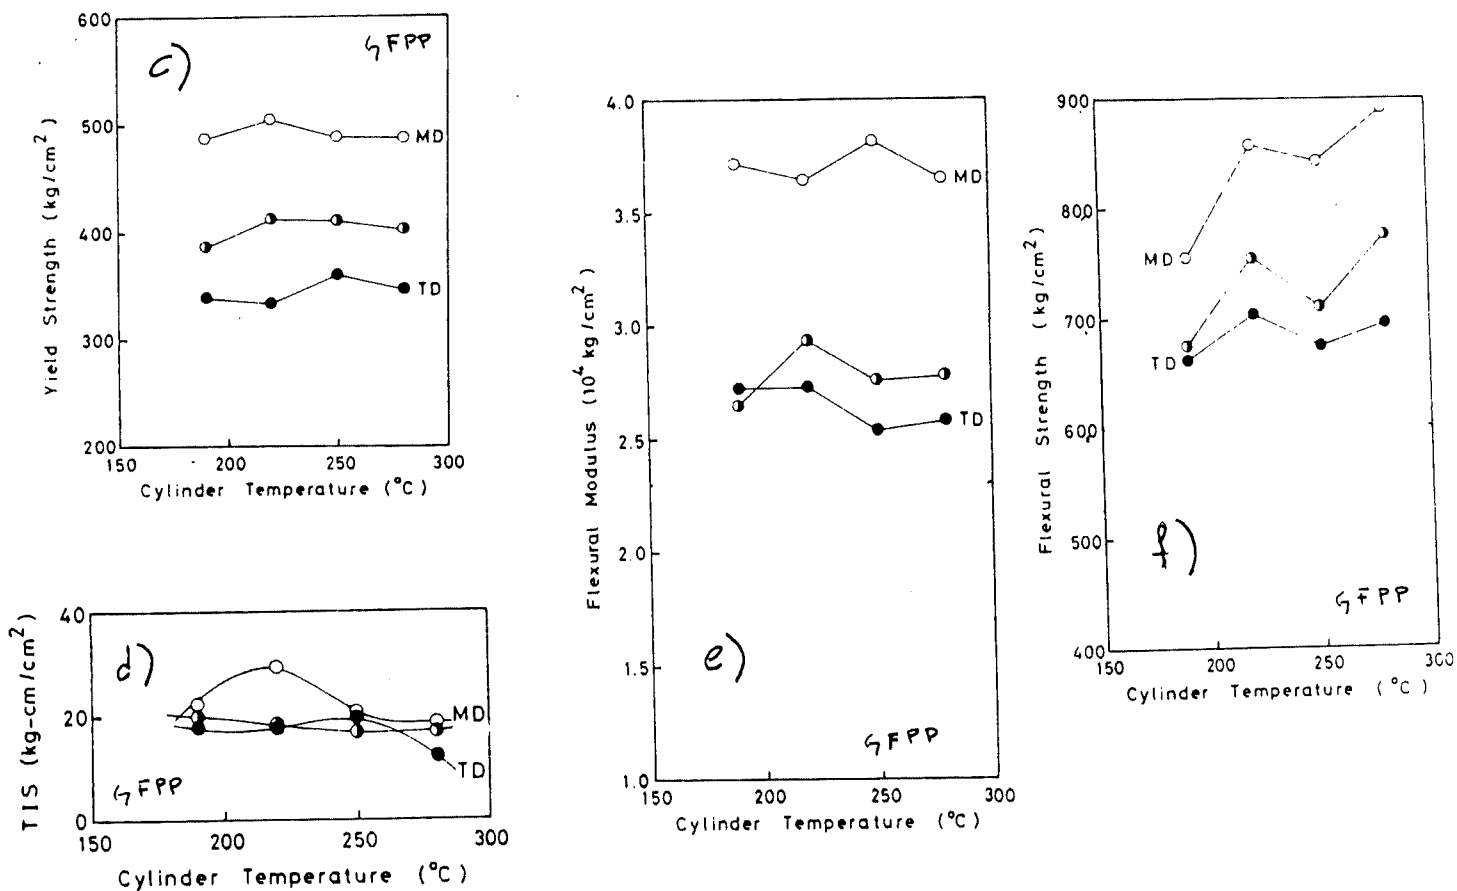 c)
GFPP
600
500
400
300
200
Yield Strength (kg/cm2)
MD
TD
150 200 250 300
Cylinder Temperature (°C)
d)
GFPP
40
20
0
TIS (kg-cm/cm2)
MD
TD
150 200 250 300
Cylinder Temperature (°C)
4.0
3.5
3.0
2.5
2.0
1.5
1.0
Flexural Modulus (10⁴ kg/cm2)
MD
TD
e)
GFPP
150 200 250 300
Cylinder Temperature (°C)
900
800
700
600
500
400
Flexural Strength (kg/cm2)
MD
TD
f)
GFPP
150 200 250 300
Cylinder Temperature (°C)